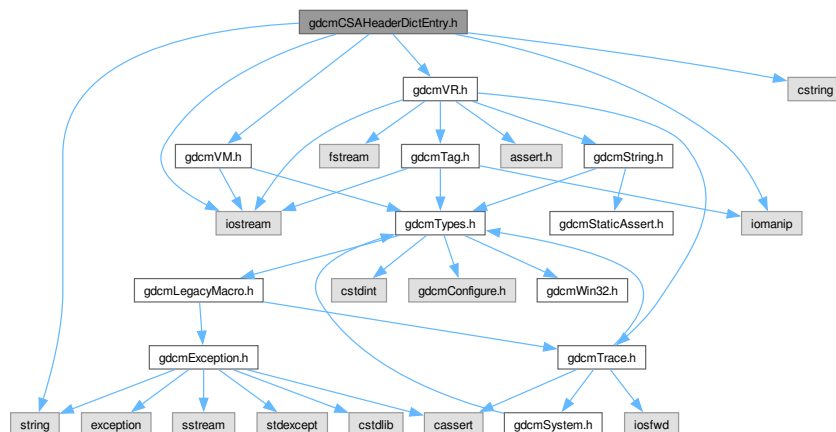 gdcmCSAHeaderDictEntry.h
cstring
gdcmVR.h
gdcmVM.h
fstream
gdcmTag.h
assert.h
gdcmString.h
iostream
gdcmTypes.h
gdcmStaticAssert.h
iomanip
gdcmLegacyMacro.h
cstdint
gdcmConfigure.h
gdcmWin32.h
gdcmException.h
gdcmTrace.h
string
exception
sstream
stdexcept
cstdlib
cassert
gdcmSystem.h
iosfwd